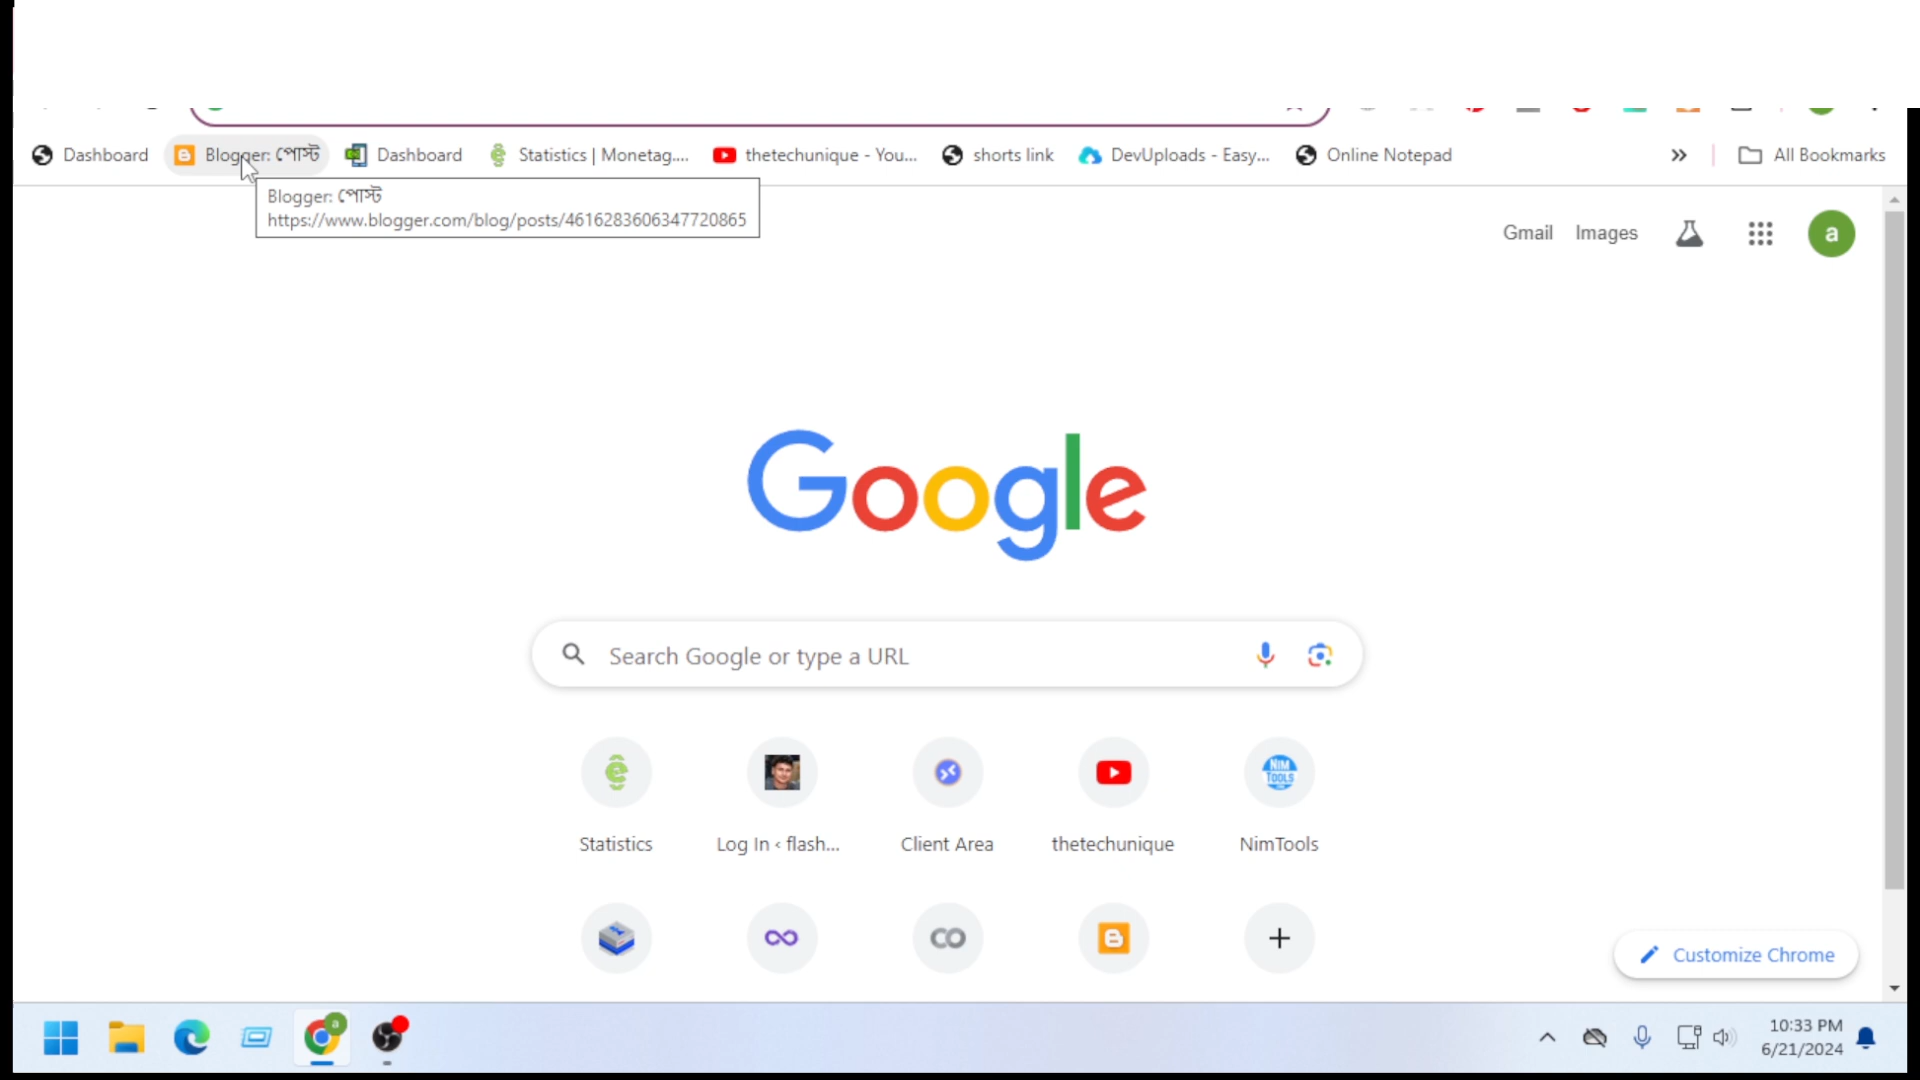 Dashboard
Blogger: পোস্ট
Dashboard
Statistics | Monetag....
thetechunique - You...
shorts link
DevUploads - Easy...
Online Notepad
»
All Bookmarks
Blogger: পোস্ট
https://www.blogger.com/blog/posts/4616283606347720865
Gmail
Images
a
Google
Search Google or type a URL
NIM
TOOLS
Statistics
Log In ‹ flash...
Client Area
thetechunique
NimTools
Customize Chrome
a
10:33 PM
6/21/2024